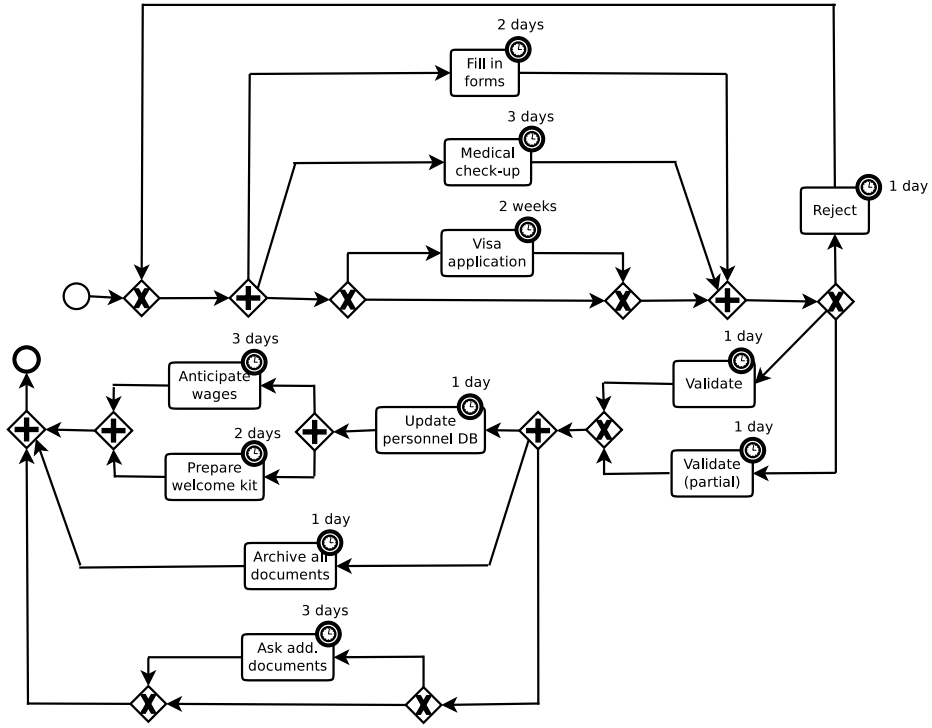 2 days
Fill in
forms
3 days
Medical
check-up
1 day
Reject
2 weeks
Visa
application
3 days
Anticipate
wages
1 day
Update
personnel DB
1 day
Validate
2 days
Prepare
welcome kit
1 day
Validate
(partial)
1 day
Archive all
documents
3 days
Ask add.
documents